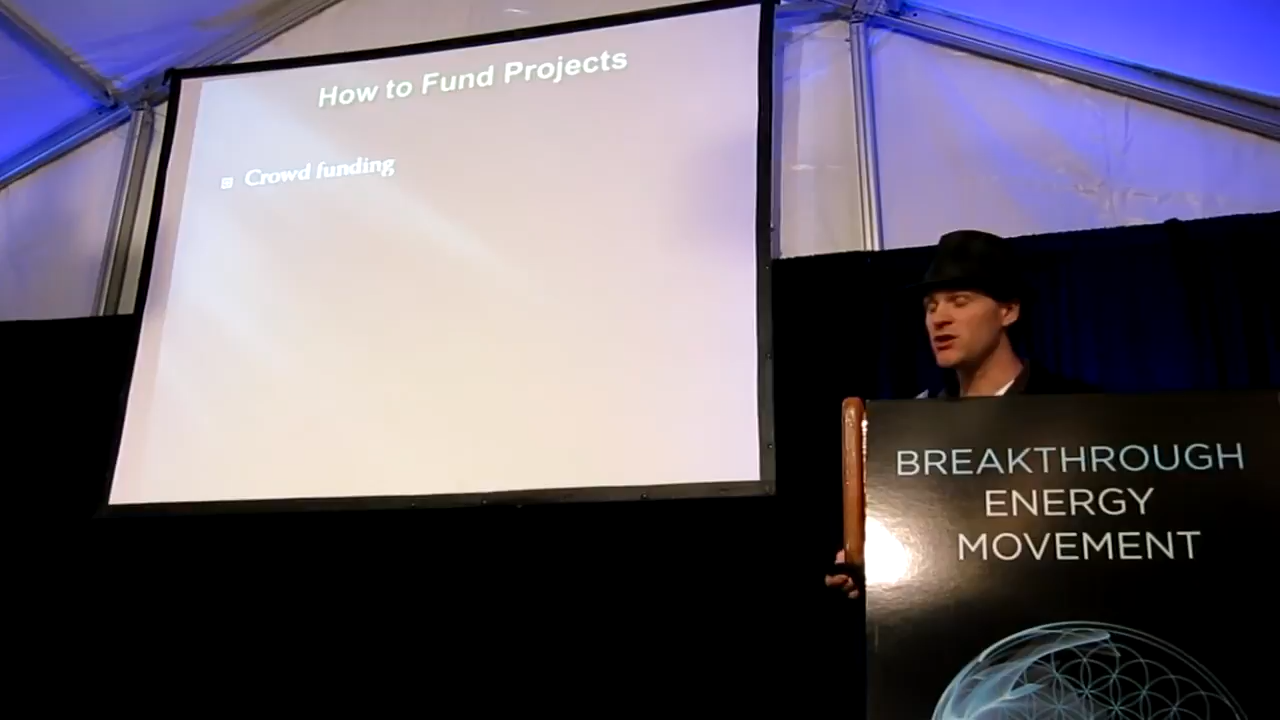 How to Fund Projects
Crowd funding
BREAKTHROUGH
ENERGY
MOVEMENT